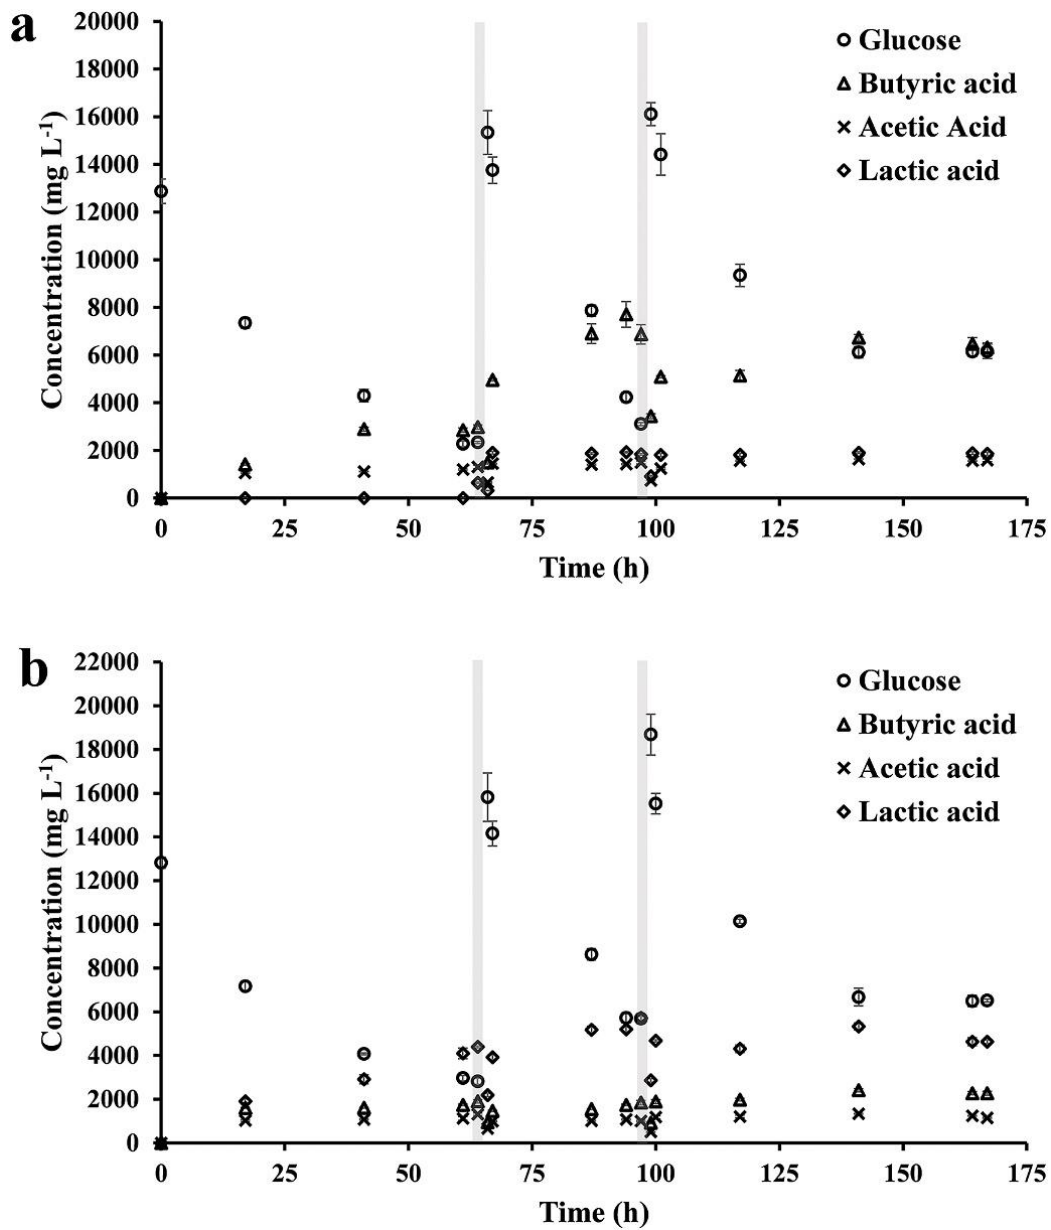 a
20000
18000
16000
14000
12000
10000
8000
6000
4000
2000
0
Concentration (mg L-1)
Glucose
Butyric acid
Acetic Acid
Lactic acid
0 25 50 75 100 125 150 175
Time (h)
b
22000
20000
18000
16000
14000
12000
10000
8000
6000
4000
2000
0
Concentration (mg L-1)
Glucose
Butyric acid
Acetic acid
Lactic acid
0 25 50 75 100 125 150 175
Time (h)